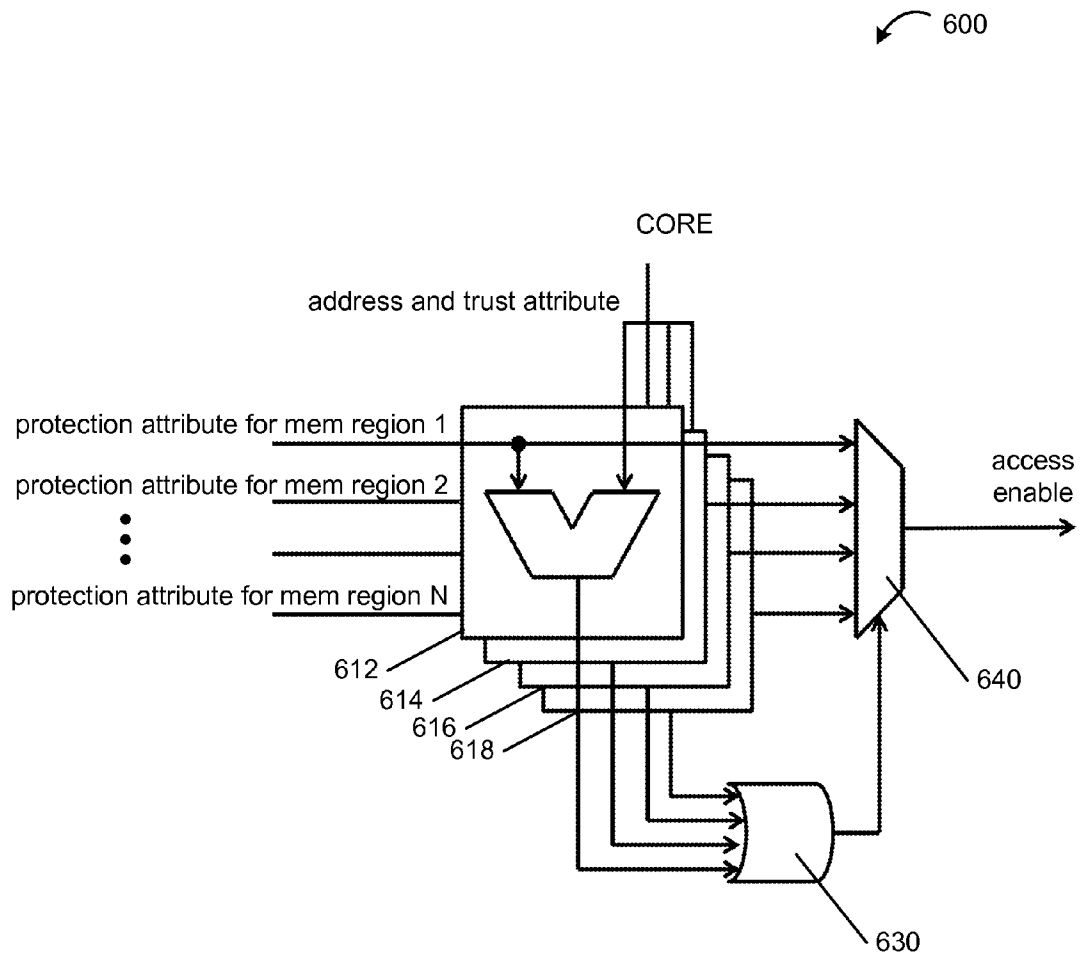 600
CORE
address and trust attribute
protection attribute for mem region 1
protection attribute for mem region 2
protection attribute for mem region N
access
enable
612
614
616
618
640
630